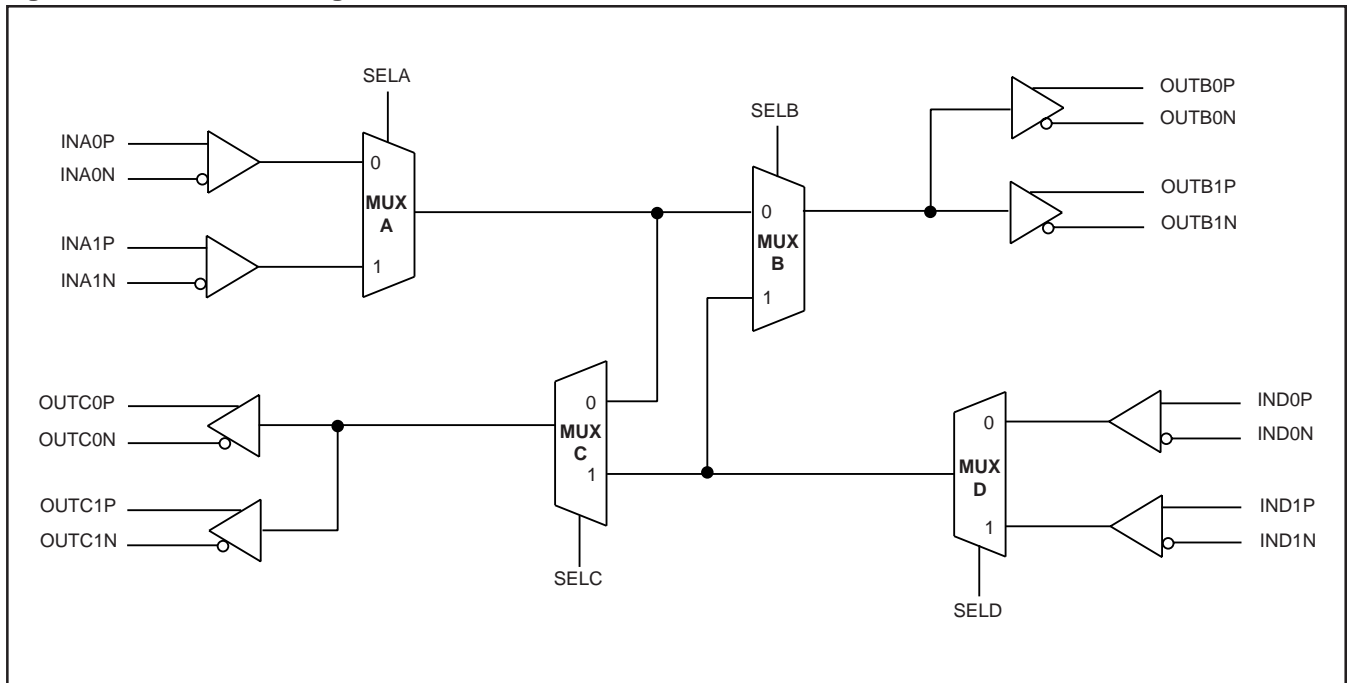 SELA
INA0P
INA0N
0
MUX
A
INA1P
INA1N
1
SELB
0
MUX
B
1
OUTB0P
OUTB0N
OUTB1P
OUTB1N
OUTC0P
OUTC0N
OUTC1P
OUTC1N
0
MUX
C
1
SELC
0
MUX
D
1
SELD
IND0P
IND0N
IND1P
IND1N